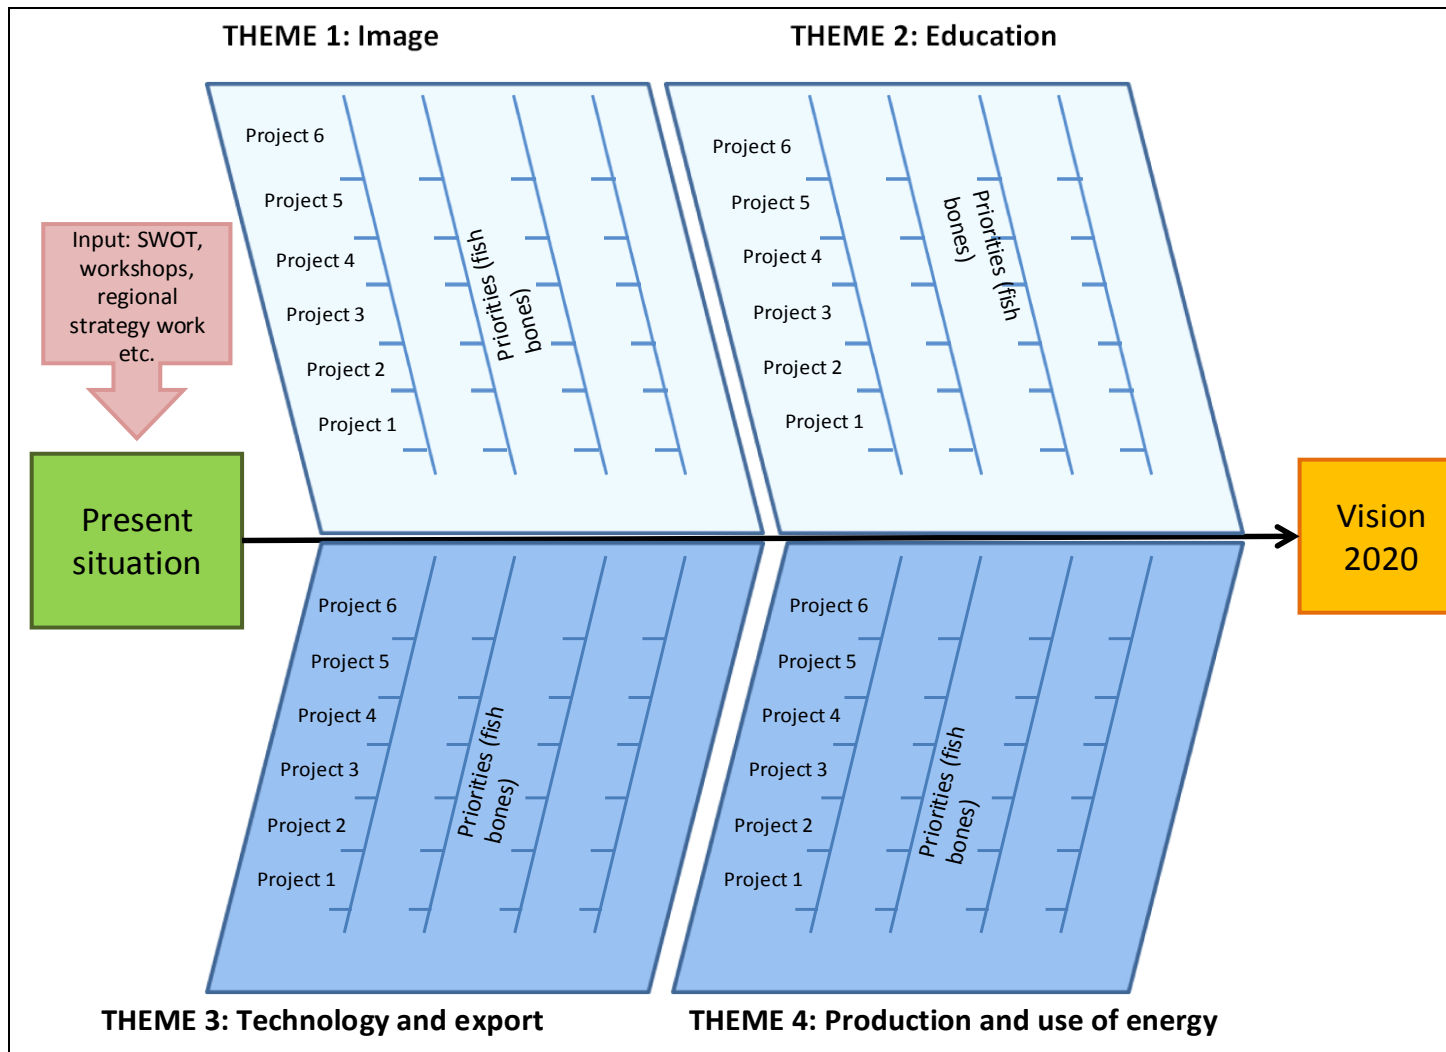 THEME 1: Image
THEME 2: Education
Project 6
Project 5
Project 4
Project 3
Project 2
Project 1
Priorities (fish
bones)
Project 6
Project 5
Project 4
Project 3
Project 2
Project 1
Priorities (fish
bones)
Input: SWOT,
workshops,
regional
strategy work
etc.
Present
situation
Vision
2020
Project 6
Project 5
Project 4
Project 3
Project 2
Project 1
Priorities (fish
bones)
Project 6
Project 5
Project 4
Project 3
Project 2
Project 1
Priorities (fish
bones)
THEME 3: Technology and export
THEME 4: Production and use of energy